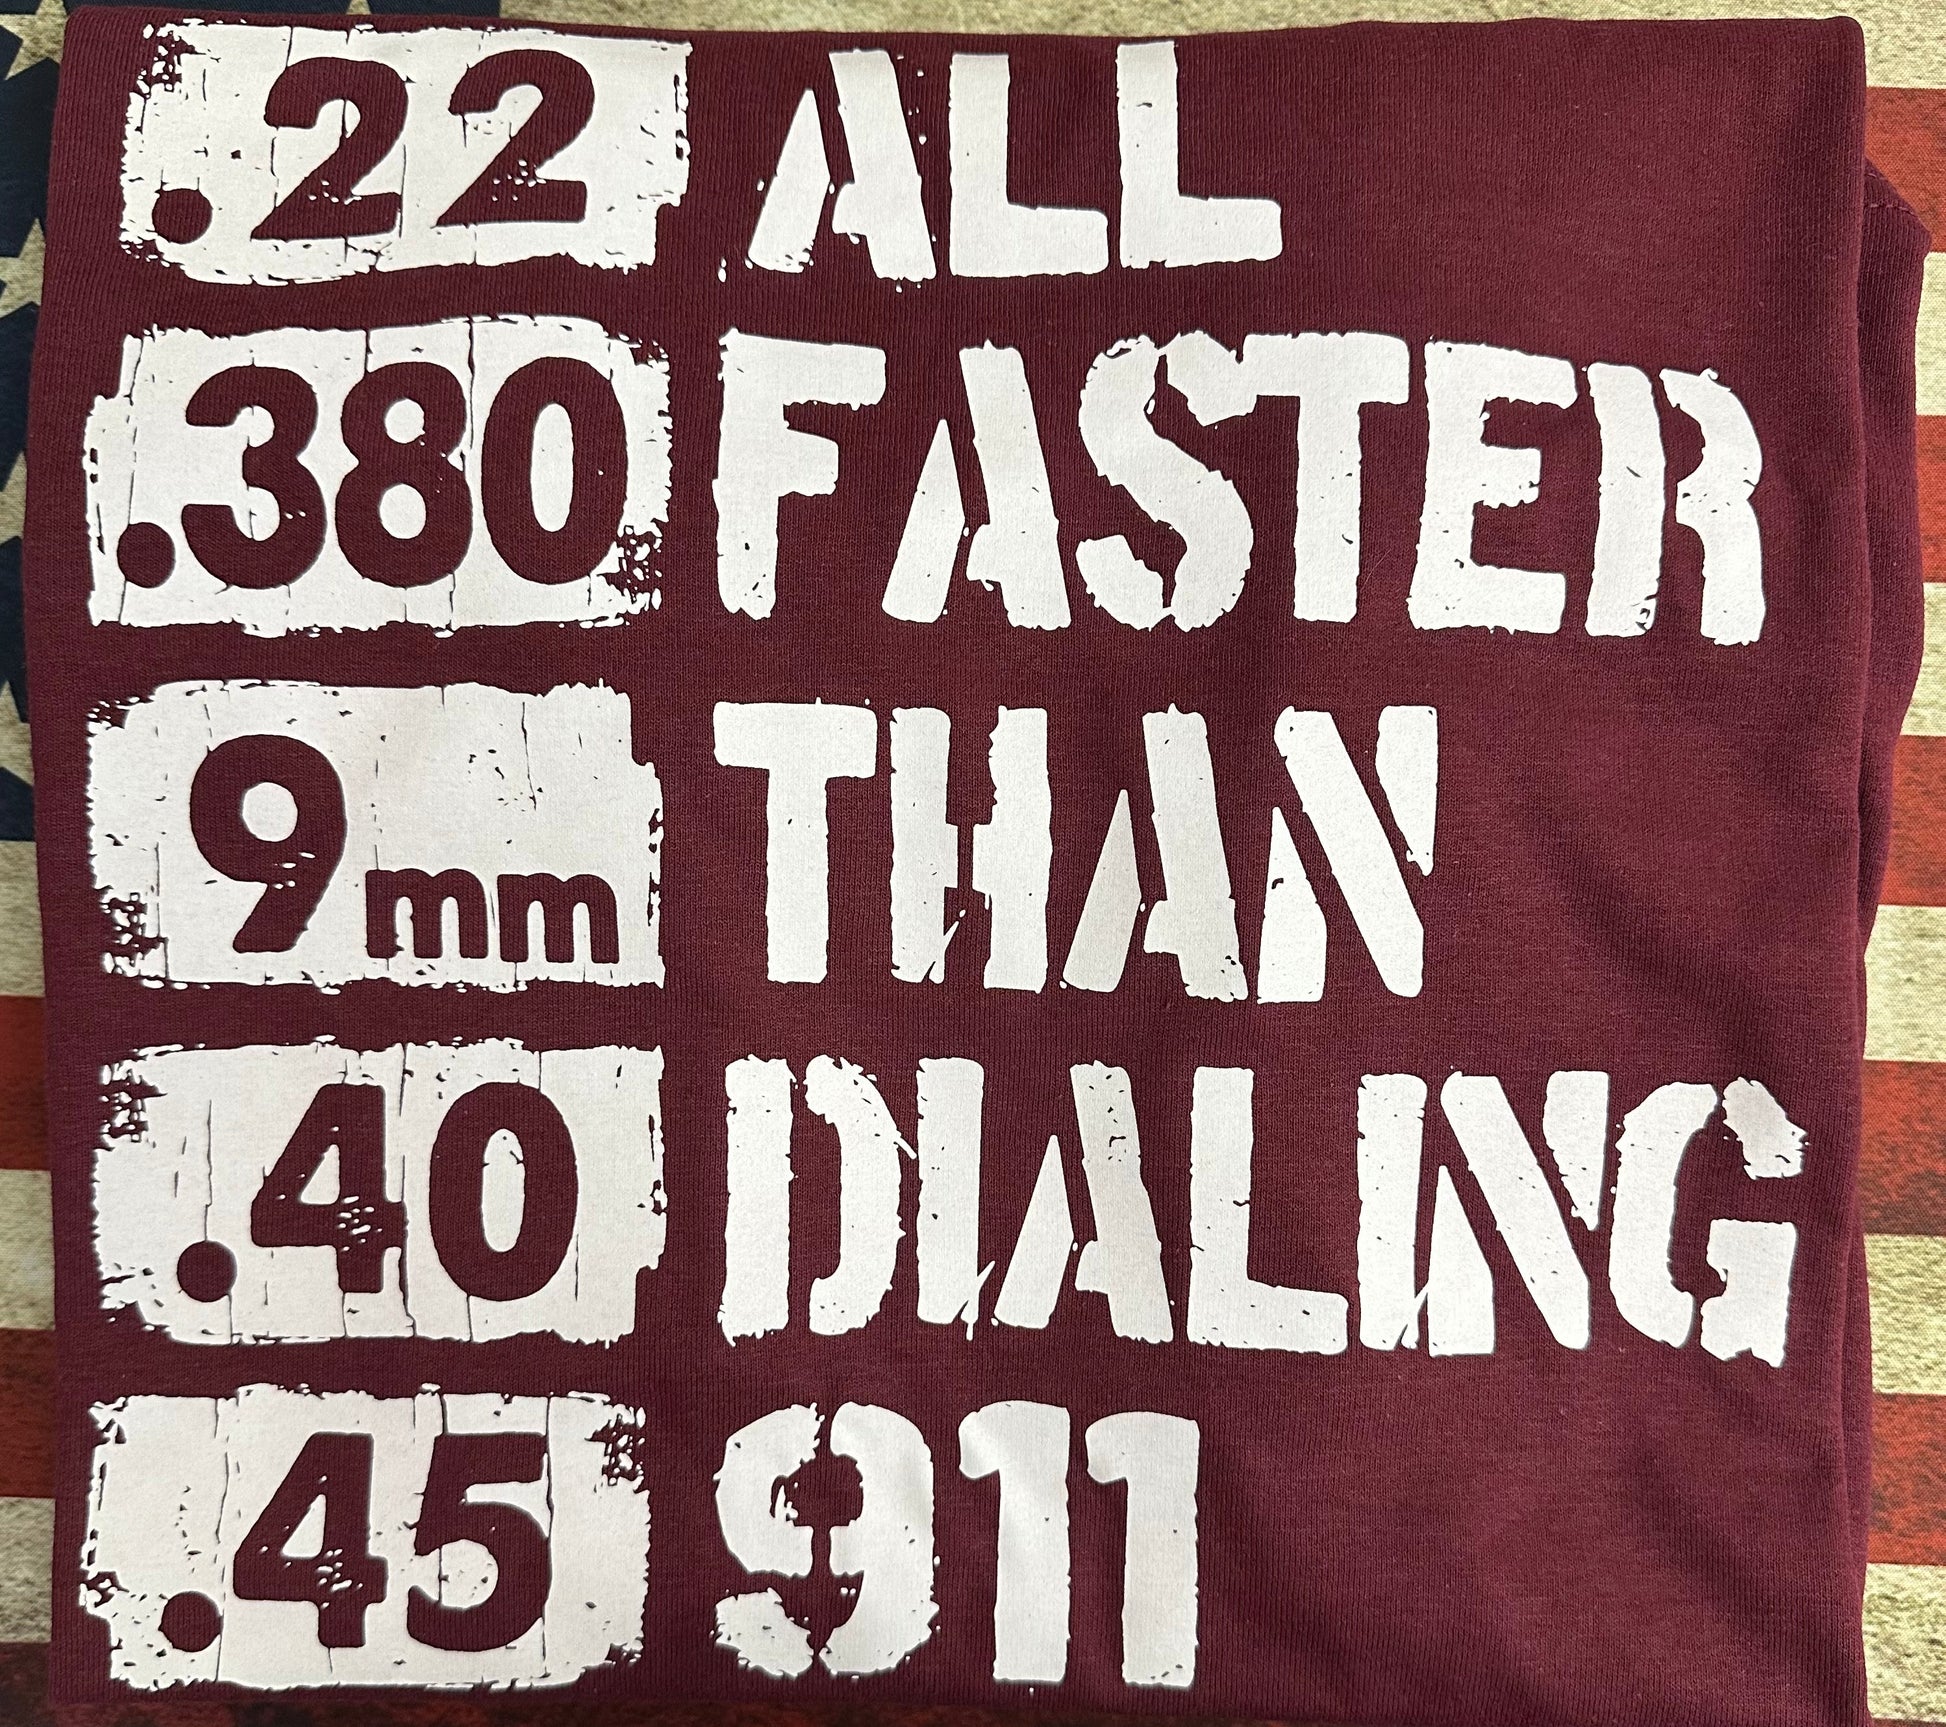 .22 ALL
.380 FASTER
9mm THAN
.40 DIALING
.45 911